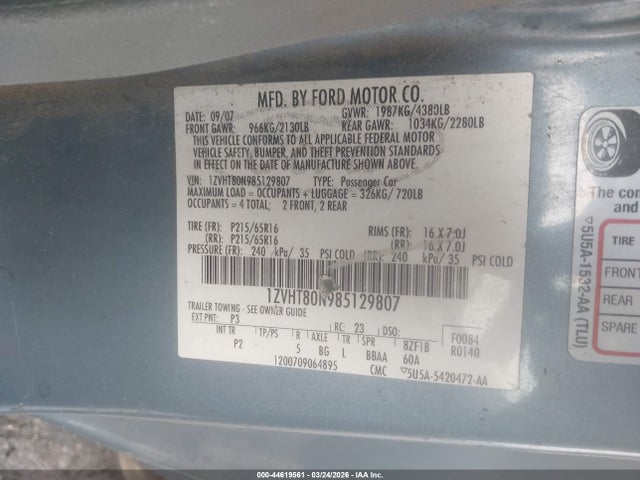 MFD. BY FORD MOTOR CO.
DATE: 09/07 GVWR: 1987KG/4383LB
FRONT GAWR: 966KG/2130LB REAR GAWR: 1034KG/2280LB
THIS VEHICLE CONFORMS TO ALL APPLICABLE FEDERAL MOTOR
VEHICLE SAFETY, BUMPER, AND THEFT PREVENTION STANDARDS
IN EFFECT ON THE DATE OF MANUFACTURE SHOWN ABOVE.
VIN: 1ZVHT80N985129807 TYPE: Passenger Car
MAXIMUM LOAD = OCCUPANTS + LUGGAGE = 326KG/720LB
OCCUPANTS = 4 TOTAL; 2 FRONT, 2 REAR
TIRE (FR): P215/65R16 RIMS (FR): 16 X 7.0J
(RR): P215/65R16 (RR): 16 X 7.0J
PRESSURE (FR): 240 kPa/ 35 PSI COLD (RR): 240 kPa/ 35 PSI COLD
1ZVHT80N985129807
TRAILER TOWING - SEE OWNER GUIDE
EXT PNT: P3 RC: 23 DSO: F0084
INT TR TP/PS R AXLE TR SPR R0140
P2 5 BG L BBAA 8ZF1B 60A
1200709064895 CMC ▽5U5A-5420472-AA
The con
from
TIRE
FRONT
REAR
SPARE
▽5U5A-1532-AA (TLU)
000-44619561 | 03/24/2026 | COPART